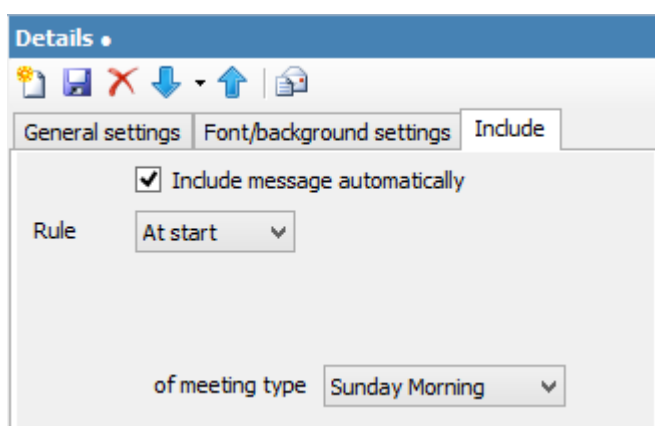 Details •
General settings Font/background settings Include
Include message automatically
Rule At start
of meeting type Sunday Morning